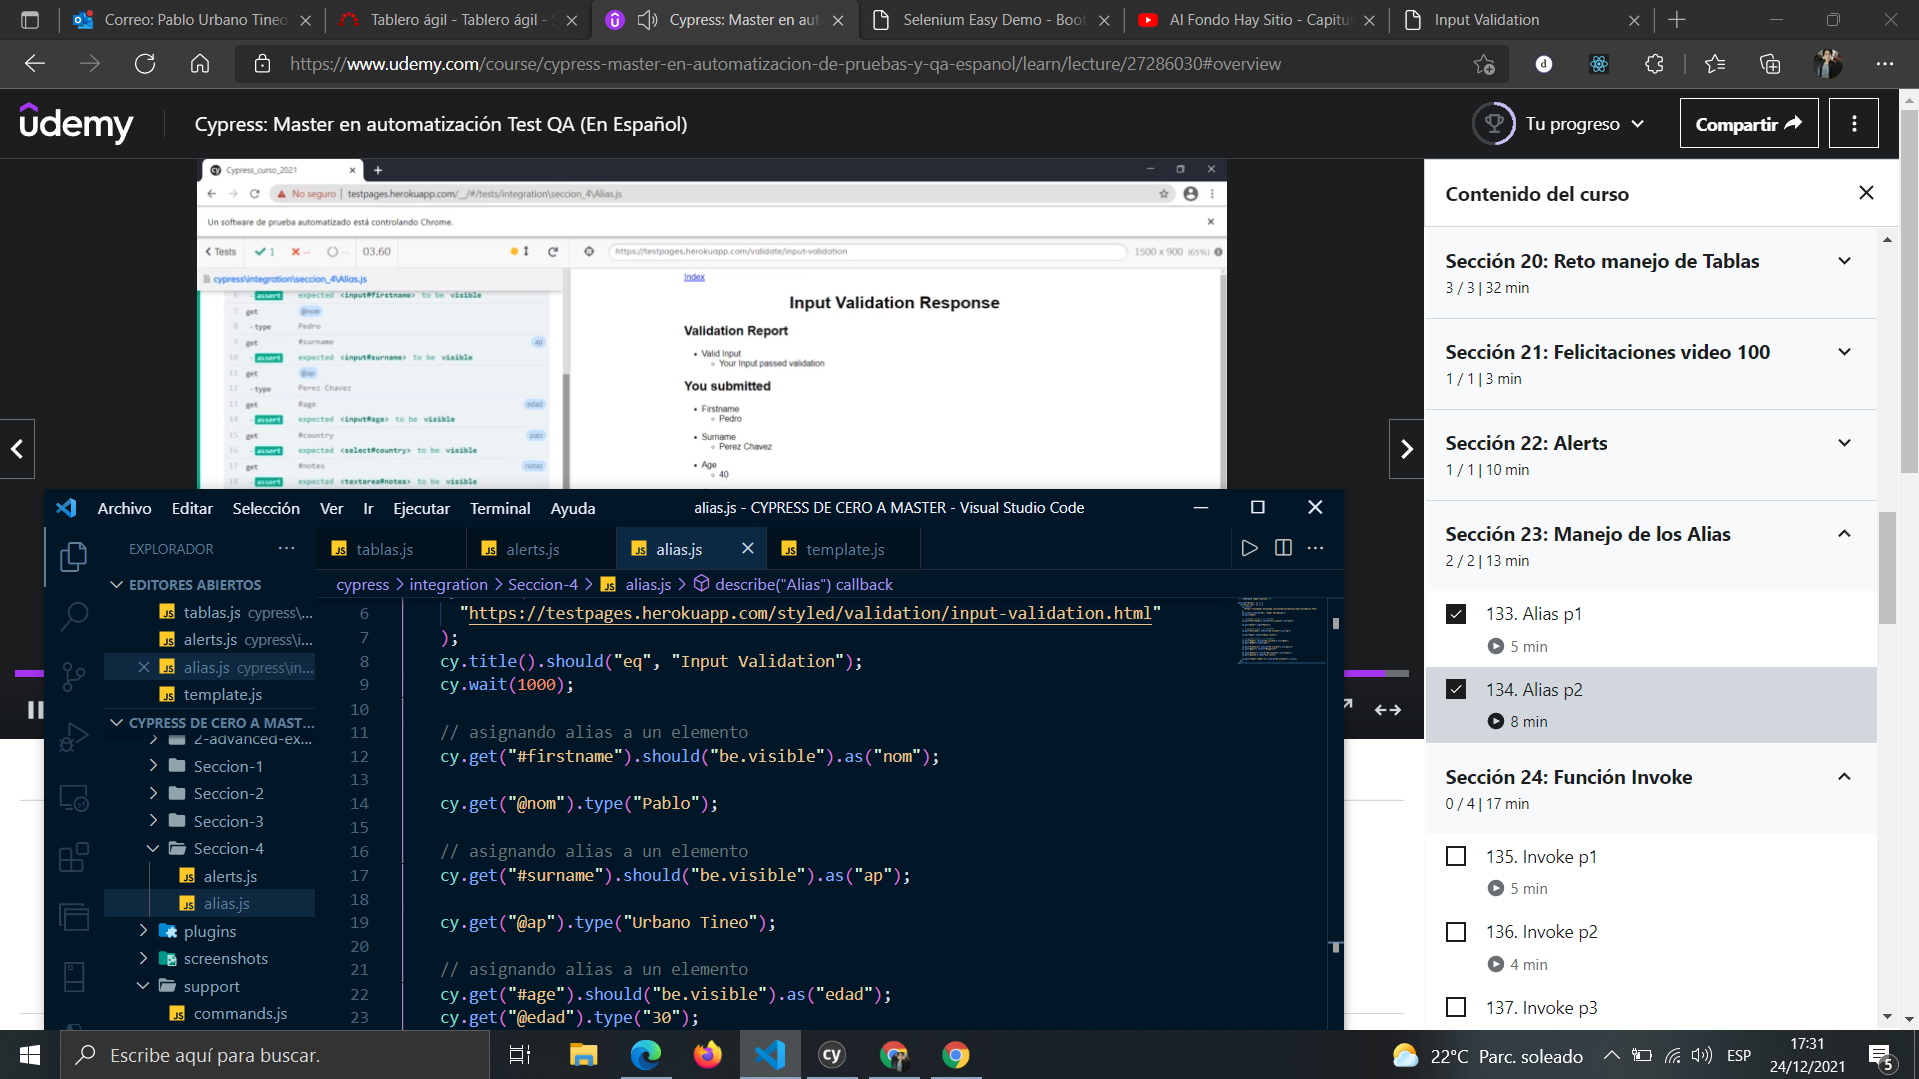 Correo: Pablo Urbano Tineo
Tablero ágil - Tablero ágil -
Cypress: Master en aut
Selenium Easy Demo - Boot
Al Fondo Hay Sitio - Capitu
Input Validation
https://www.udemy.com/course/cypress-master-en-automatizacion-de-pruebas-y-qa-espanol/learn/lecture/27286030#overview
udemy
Cypress: Master en automatización Test QA (En Español)
Tu progreso
Compartir
Cypress_curso_2021
No seguro | testpages.herokuapp.com/__/#/tests/integration\seccion_4\Alias.js
Un software de prueba automatizado está controlando Chrome.
< Tests
1
--
--
03.60
https://testpages.herokuapp.com/validate/input-validation
1500 x 900 (65%)
cypress\integration\seccion_4\Alias.js
6 -assert expected <input#firstname> to be visible
7 get @nom
8 -type Pedro
9 get #surname ap
10 -assert expected <input#surname> to be visible
11 get @ap
12 -type Perez Chavez
13 get #age edad
14 -assert expected <input#age> to be visible
15 get #country pais
16 -assert expected <select#country> to be visible
17 get #notes notas
18 -assert expected <textarea#notes> to be visible
Index
Input Validation Response
Validation Report
Valid Input
Your Input passed validation
You submitted
Firstname
Pedro
Surname
Perez Chavez
Age
40
Contenido del curso
Sección 20: Reto manejo de Tablas
3 / 3 | 32 min
Sección 21: Felicitaciones video 100
1 / 1 | 3 min
Sección 22: Alerts
1 / 1 | 10 min
Sección 23: Manejo de los Alias
2 / 2 | 13 min
133. Alias p1
5 min
134. Alias p2
8 min
Sección 24: Función Invoke
0 / 4 | 17 min
135. Invoke p1
5 min
136. Invoke p2
4 min
137. Invoke p3
Archivo Editar Selección Ver Ir Ejecutar Terminal Ayuda
alias.js - CYPRESS DE CERO A MASTER - Visual Studio Code
EXPLORADOR
EDITORES ABIERTOS
tablas.js cypress\...
alerts.js cypress\i...
alias.js cypress\in...
template.js
CYPRESS DE CERO A MAST...
2-advanced-ex...
Seccion-1
Seccion-2
Seccion-3
Seccion-4
alerts.js
alias.js
plugins
screenshots
support
commands.js
tablas.js
alerts.js
alias.js
template.js
cypress > integration > Seccion-4 > alias.js > describe("Alias") callback
6 "https://testpages.herokuapp.com/styled/validation/input-validation.html"
7 );
8 cy.title().should("eq", "Input Validation");
9 cy.wait(1000);
10
11 // asignando alias a un elemento
12 cy.get("#firstname").should("be.visible").as("nom");
13
14 cy.get("@nom").type("Pablo");
15
16 // asignando alias a un elemento
17 cy.get("#surname").should("be.visible").as("ap");
18
19 cy.get("@ap").type("Urbano Tineo");
20
21 // asignando alias a un elemento
22 cy.get("#age").should("be.visible").as("edad");
23 cy.get("@edad").type("30");
Escribe aquí para buscar.
22°C Parc. soleado
ESP
17:31
24/12/2021
5